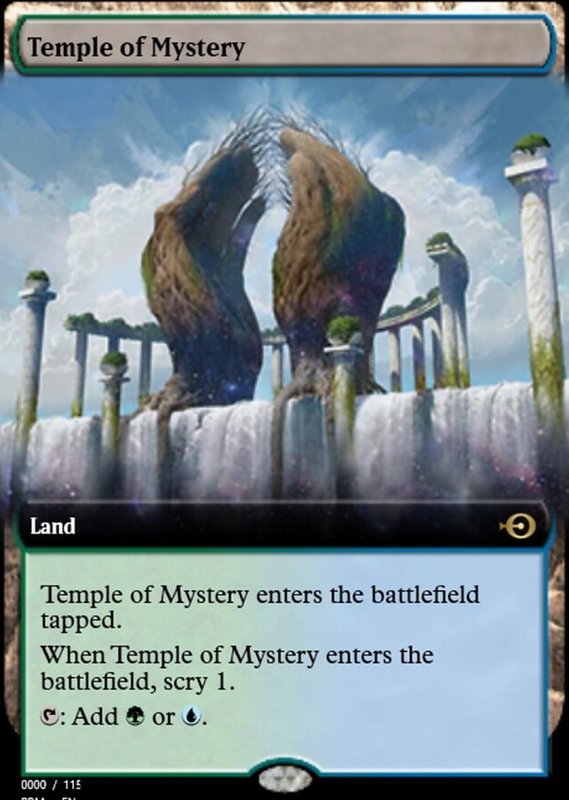 Temple of Mystery
Land
Temple of Mystery enters the battlefield
tapped.
When Temple of Mystery enters the
battlefield, scry 1.
: Add or .
0000 / 115